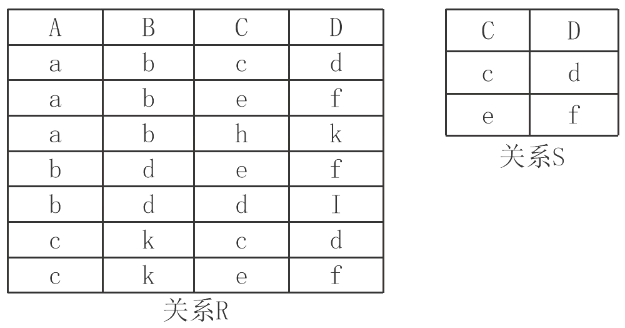 A B C D
a b c d
a b e f
a b h k
b d e f
b d d I
c k c d
c k e f
关系R
C D
c d
e f
关系S